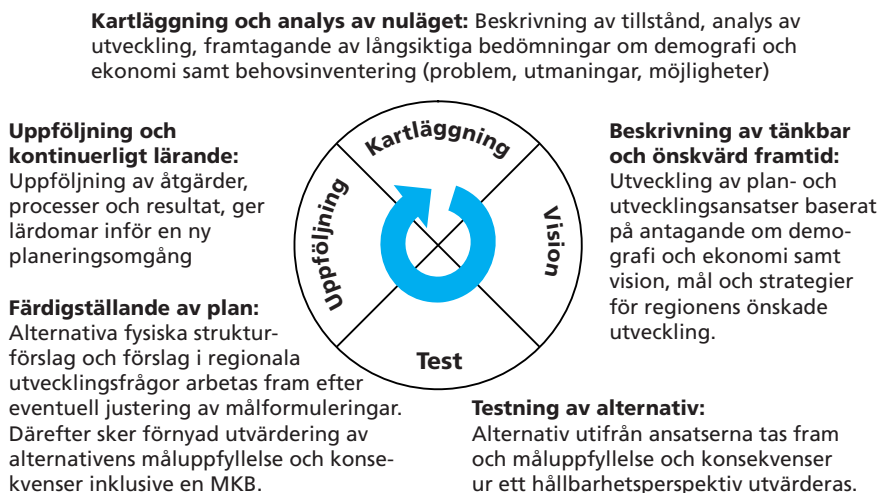 Kartläggning och analys av nuläget: Beskrivning av tillstånd, analys av
utveckling, framtagande av långsiktiga bedömningar om demografi och
ekonomi samt behovsinventering (problem, utmaningar, möjligheter)
Uppföljning och
kontinuerligt lärande:
Uppföljning av åtgärder,
processer och resultat, ger
lärdomar inför en ny
planeringsomgång
Färdigställande av plan:
Alternativa fysiska struktur-
förslag och förslag i regionala
utvecklingsfrågor arbetas fram efter
eventuell justering av målformuleringar.
Därefter sker förnyad utvärdering av
alternativens måluppfyllelse och konse-
kvenser inklusive en MKB.
Kartläggning
Uppföljning
Vision
Test
Beskrivning av tänkbar
och önskvärd framtid:
Utveckling av plan- och
utvecklingsansatser baserat
på antagande om demo-
grafi och ekonomi samt
vision, mål och strategier
för regionens önskade
utveckling.
Testning av alternativ:
Alternativ utifrån ansatserna tas fram
och måluppfyllelse och konsekvenser
ur ett hållbarhetsperspektiv utvärderas.